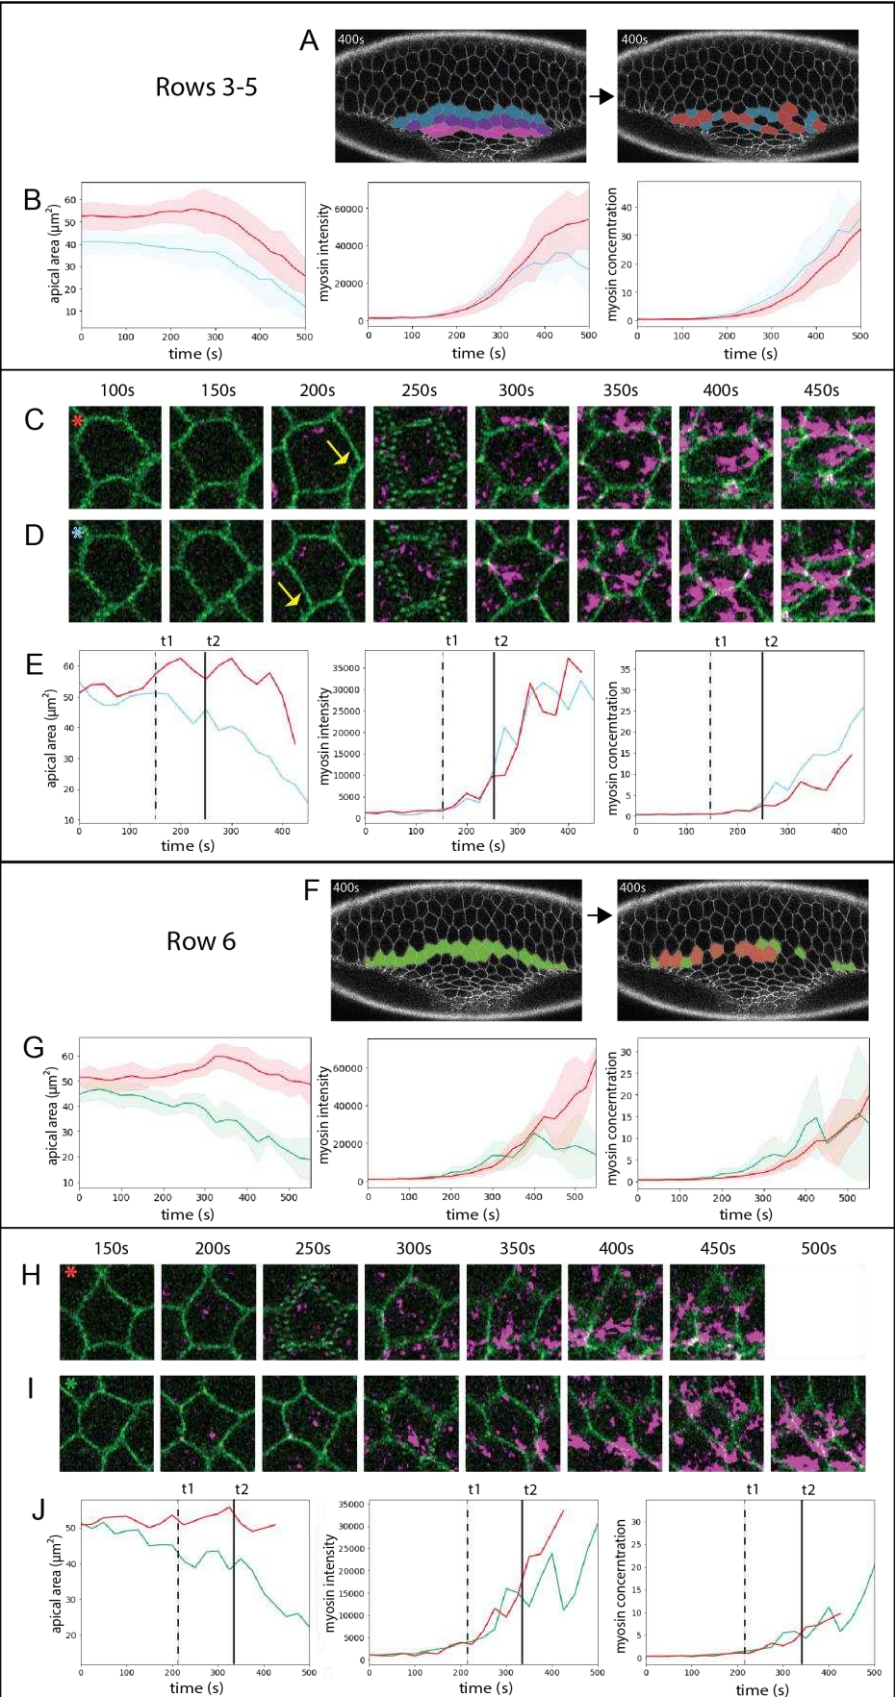 A
400s
400s
Rows 3-5
B
apical area (μm²)
60
50
40
30
20
10
0 100 200 300 400 500
time (s)
myosin intensity
60000
40000
20000
0
0 100 200 300 400 500
time (s)
myosin concerntration
40
30
20
10
0
0 100 200 300 400 500
time (s)
100s 150s 200s 250s 300s 350s 400s 450s
C
*
D
*
t1 t2
t1 t2
t1 t2
E
apical area (μm²)
60
50
40
30
20
10
0 100 200 300 400
time (s)
myosin intensity
35000
30000
25000
20000
15000
10000
5000
0
0 100 200 300 400
time (s)
myosin concerntration
35
30
25
20
15
10
5
0
0 100 200 300 400
time (s)
F
400s
400s
Row 6
G
apical area (μm²)
60
50
40
30
20
10
0 100 200 300 400 500
time (s)
myosin intensity
60000
40000
20000
0
0 100 200 300 400 500
time (s)
myosin concerntration
30
25
20
15
10
5
0
0 100 200 300 400 500
time (s)
150s 200s 250s 300s 350s 400s 450s 500s
H
*
I
*
t1 t2
t1 t2
t1 t2
J
apical area (μm²)
50
40
30
20
0 100 200 300 400 500
time (s)
myosin intensity
35000
30000
25000
20000
15000
10000
5000
0
0 100 200 300 400 500
time (s)
myosin concerntration
30
25
20
15
10
5
0
0 100 200 300 400 500
time (s)